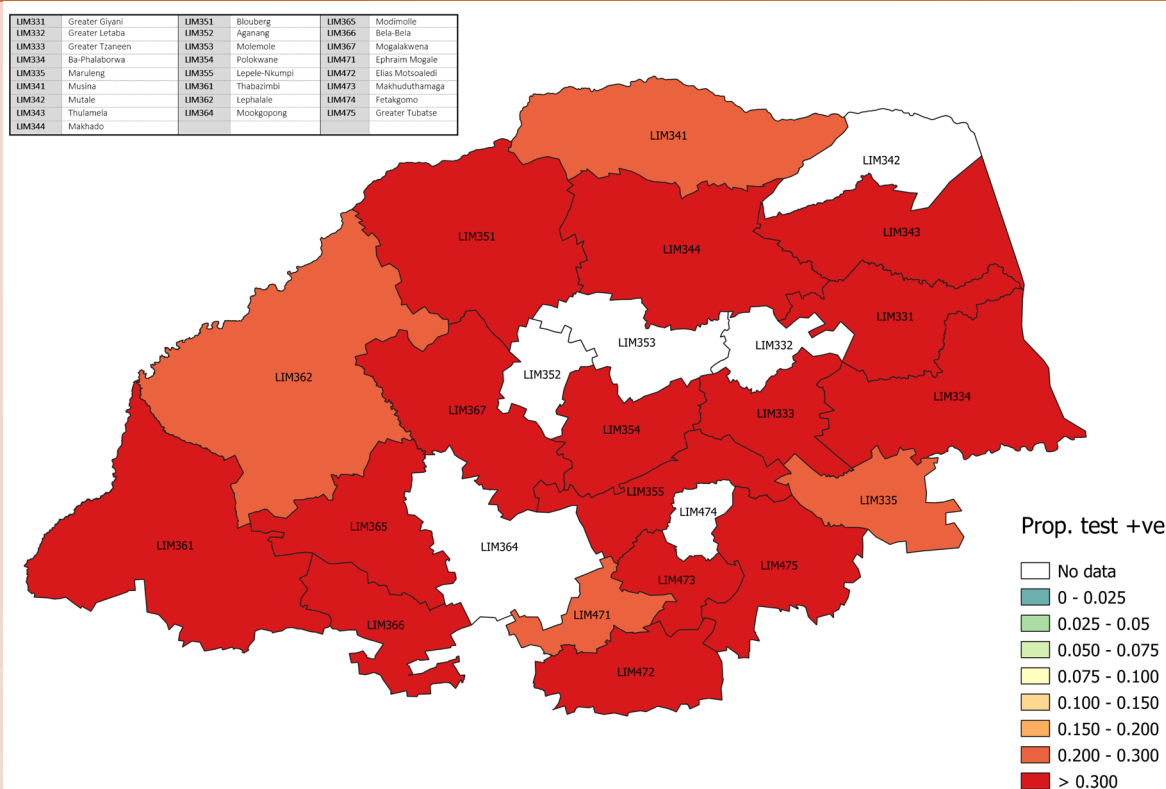 LIM331 Greater Giyani LIM351 Blouberg LIM365 Modimolle
LIM332 Greater Letaba LIM352 Aganang LIM366 Bela-Bela
LIM333 Greater Tzaneen LIM353 Molemole LIM367 Mogalakwena
LIM334 Ba-Phalaborwa LIM354 Polokwane LIM471 Ephraim Mogale
LIM335 Maruleng LIM355 Lepele-Nkumpi LIM472 Elias Motsoaledi
LIM341 Musina LIM361 Thabazimbi LIM473 Makhuduthamaga
LIM342 Mutale LIM362 Lephalale LIM474 Fetakgomo
LIM343 Thulamela LIM364 Mookgopong LIM475 Greater Tubatse
LIM344 Makhado
LIM341
LIM342
LIM343
LIM351
LIM344
LIM331
LIM353
LIM332
LIM352
LIM362
LIM334
LIM367
LIM333
LIM354
LIM355
LIM335
LIM474
LIM365
LIM361
LIM364
LIM475
LIM473
LIM471
LIM366
LIM472
Prop. test +ve
No data
0 - 0.025
0.025 - 0.05
0.050 - 0.075
0.075 - 0.100
0.100 - 0.150
0.150 - 0.200
0.200 - 0.300
> 0.300